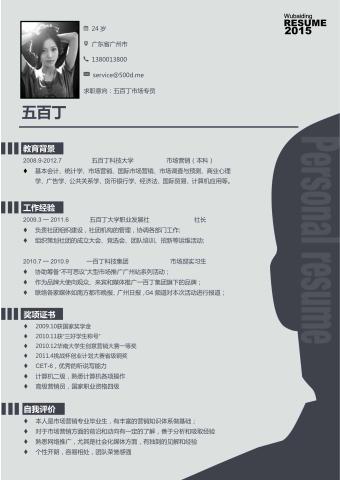 Wubaiding
RESUME
2015
24 岁
广东省广州市
1380013800
service@500d.me
求职意向：五百丁市场专员
五百丁
Personal resume
教育背景
2008.9-2012.7 五百丁科技大学 市场营销（本科）
基本会计、统计学、市场营销、国际市场营销、市场调查与预测、商业心理
学、广告学、公共关系学、货币银行学、经济法、国际贸易、计算机应用等。
工作经验
2009.3 — 2011.6 五百丁大学职业发展社 社长
负责社团组织建设，社团机构的管理，协调各部门工作;
组织策划社团的成立大会、竞选会、团队培训、招新等运维活动;
2010.7 — 2010.9 一百丁科技集团 市场部实习生
协助筹备"不可思议"大型市场推广广州站系列活动；
作为品牌大使向观众、来宾和媒体推广一百丁集团旗下的品牌；
联络各家媒体如南方都市晚报, 广州日报 , G4 频道对本次活动进行报道；
奖项证书
2009.10获国家奖学金
2010.11获"三好学生称号"
2010.12华南大学生创意营销大赛一等奖
2011.4挑战杯创业计划大赛省级铜奖
CET-6，优秀的听说写能力
计算机二级，熟悉计算机各项操作
高级营销员，国家职业资格四级
自我评价
本人是市场营销专业毕业生，有丰富的营销知识体系做基础；
对于市场营销方面的前沿和动向有一定的了解，善于分析和吸取经验
熟悉网络推广，尤其是社会化媒体方面，有独到的见解和经验
个性开朗，容易相处，团队荣誉感强